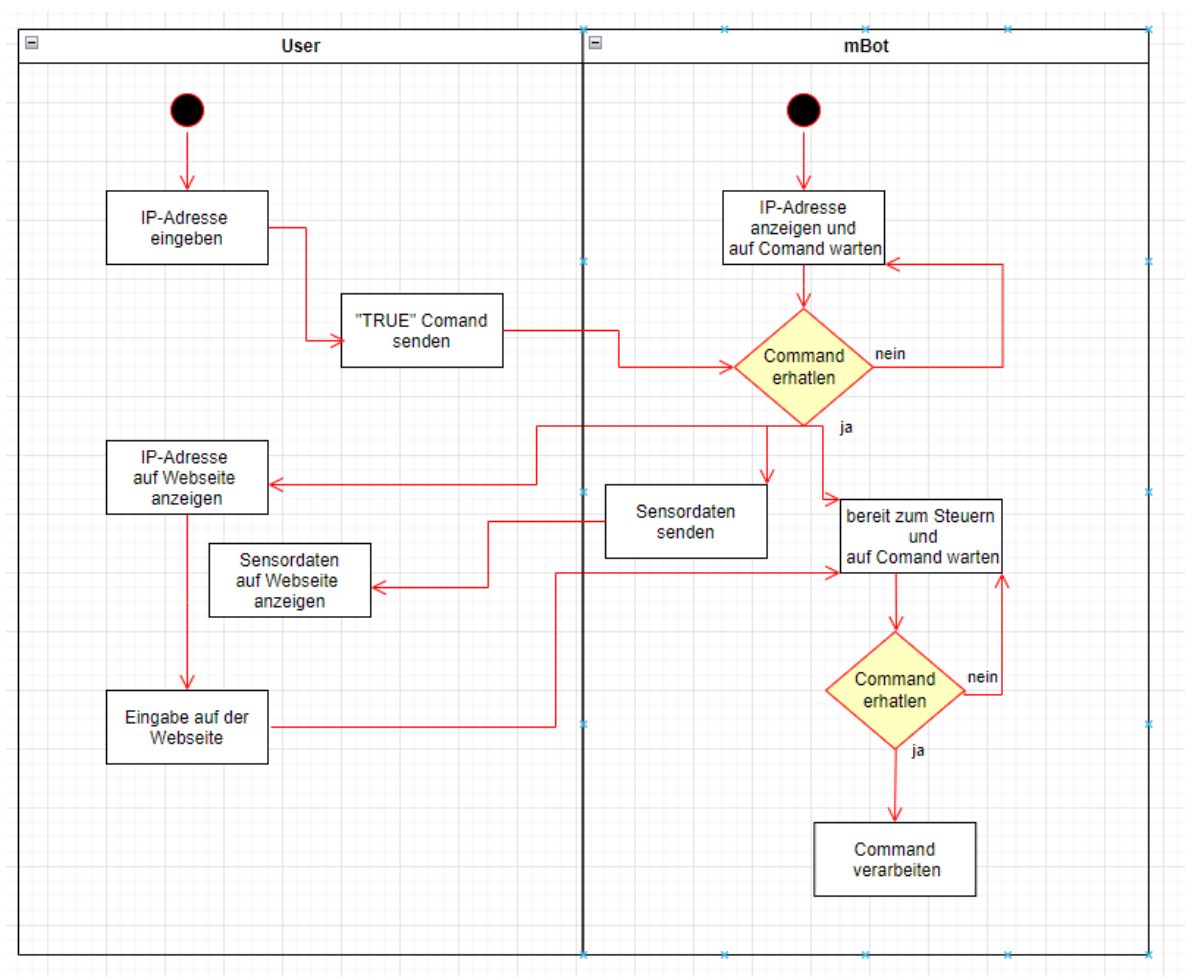 User
mBot
IP-Adresse
eingeben
IP-Adresse
anzeigen und
auf Comand warten
"TRUE" Comand
senden
Command
erhatlen
nein
ja
IP-Adresse
auf Webseite
anzeigen
Sensordaten
senden
bereit zum Steuern
und
auf Comand warten
Sensordaten
auf Webseite
anzeigen
Command
erhatlen
nein
Eingabe auf der
Webseite
ja
Command
verarbeiten